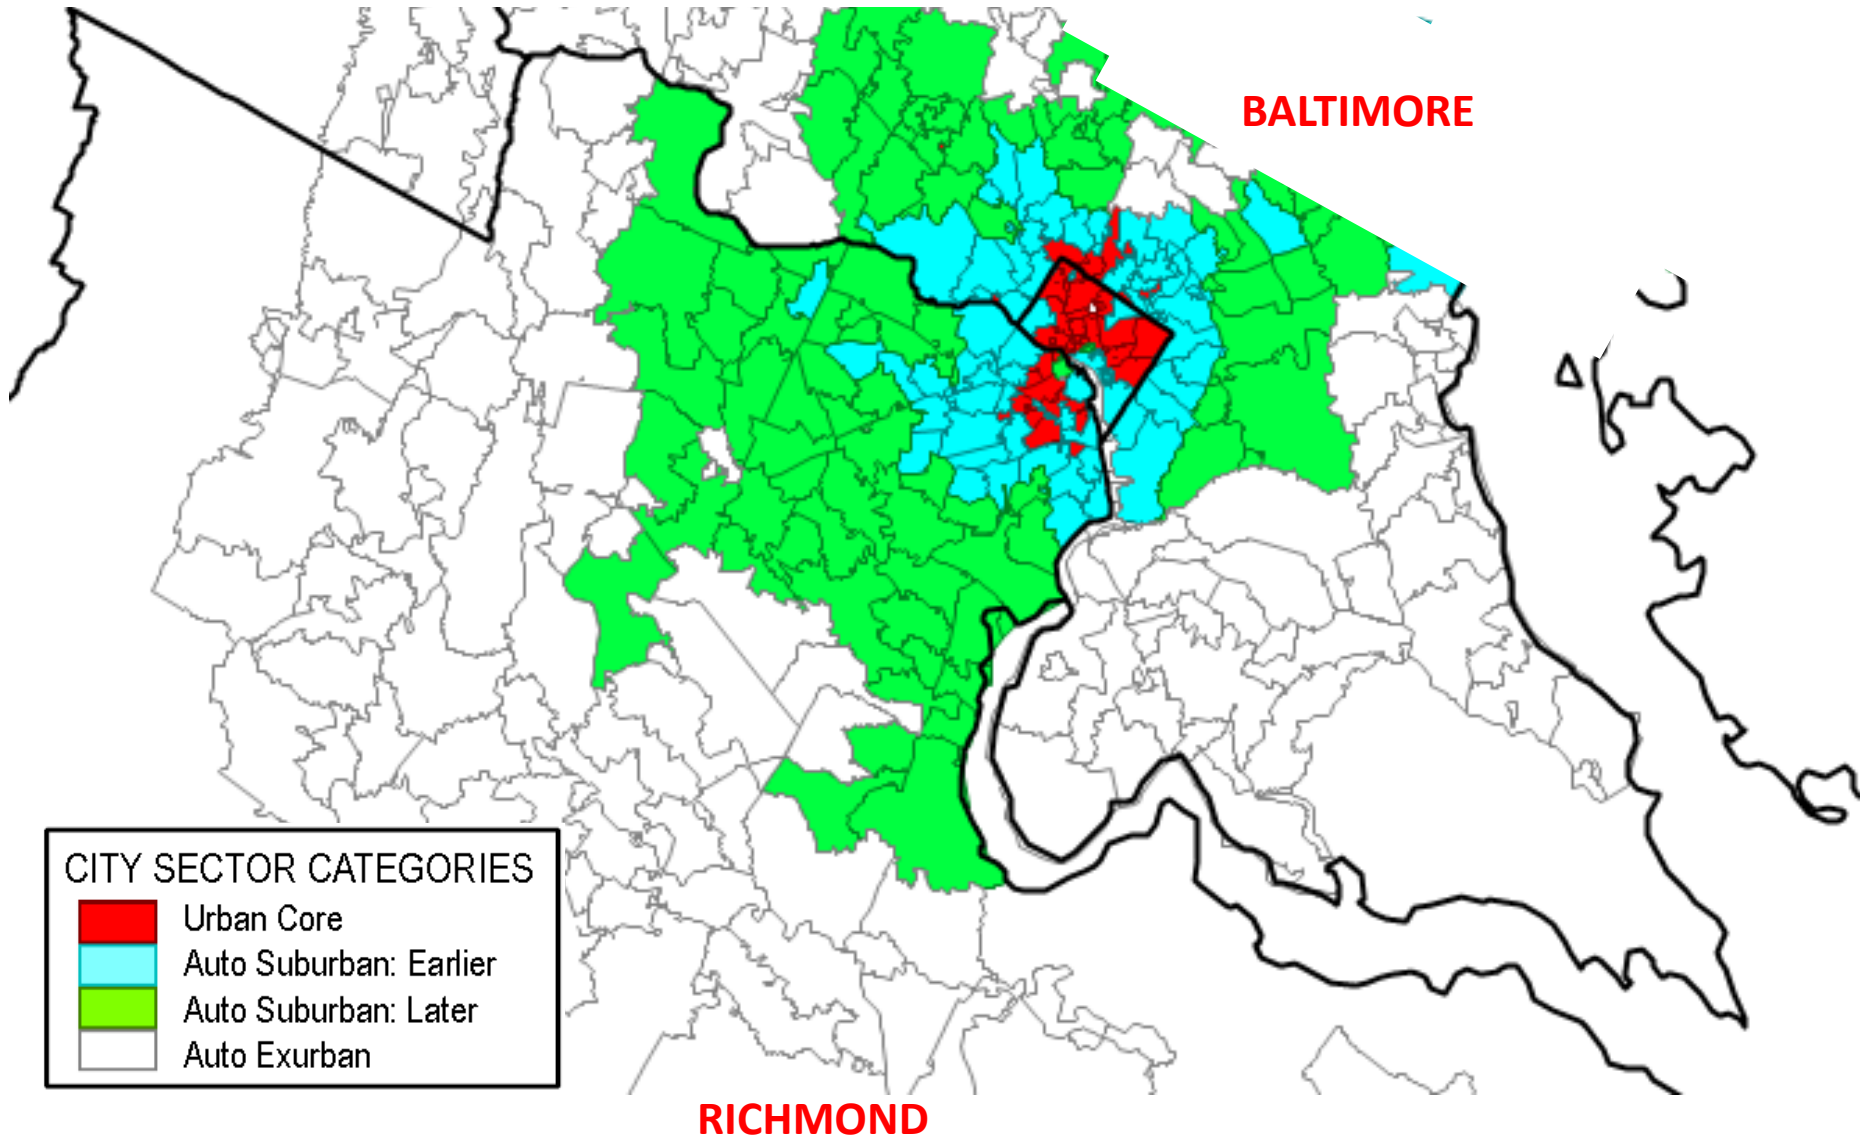 BALTIMORE
CITY SECTOR CATEGORIES
Urban Core
Auto Suburban: Earlier
Auto Suburban: Later
Auto Exurban
RICHMOND